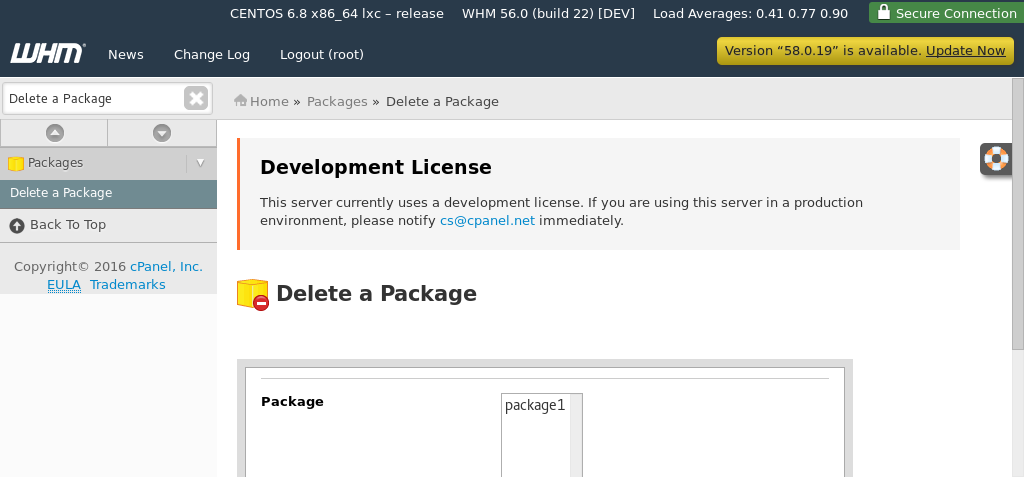 CENTOS 6.8 x86_64 lxc – release WHM 56.0 (build 22) [DEV] Load Averages: 0.41 0.77 0.90 Secure Connection
WHM® News Change Log Logout (root) Version “58.0.19” is available. Update Now
Delete a Package
Home » Packages » Delete a Package
Packages
Delete a Package
Back To Top
Copyright© 2016 cPanel, Inc.
EULA Trademarks
Development License
This server currently uses a development license. If you are using this server in a production
environment, please notify cs@cpanel.net immediately.
Delete a Package
Package
package1